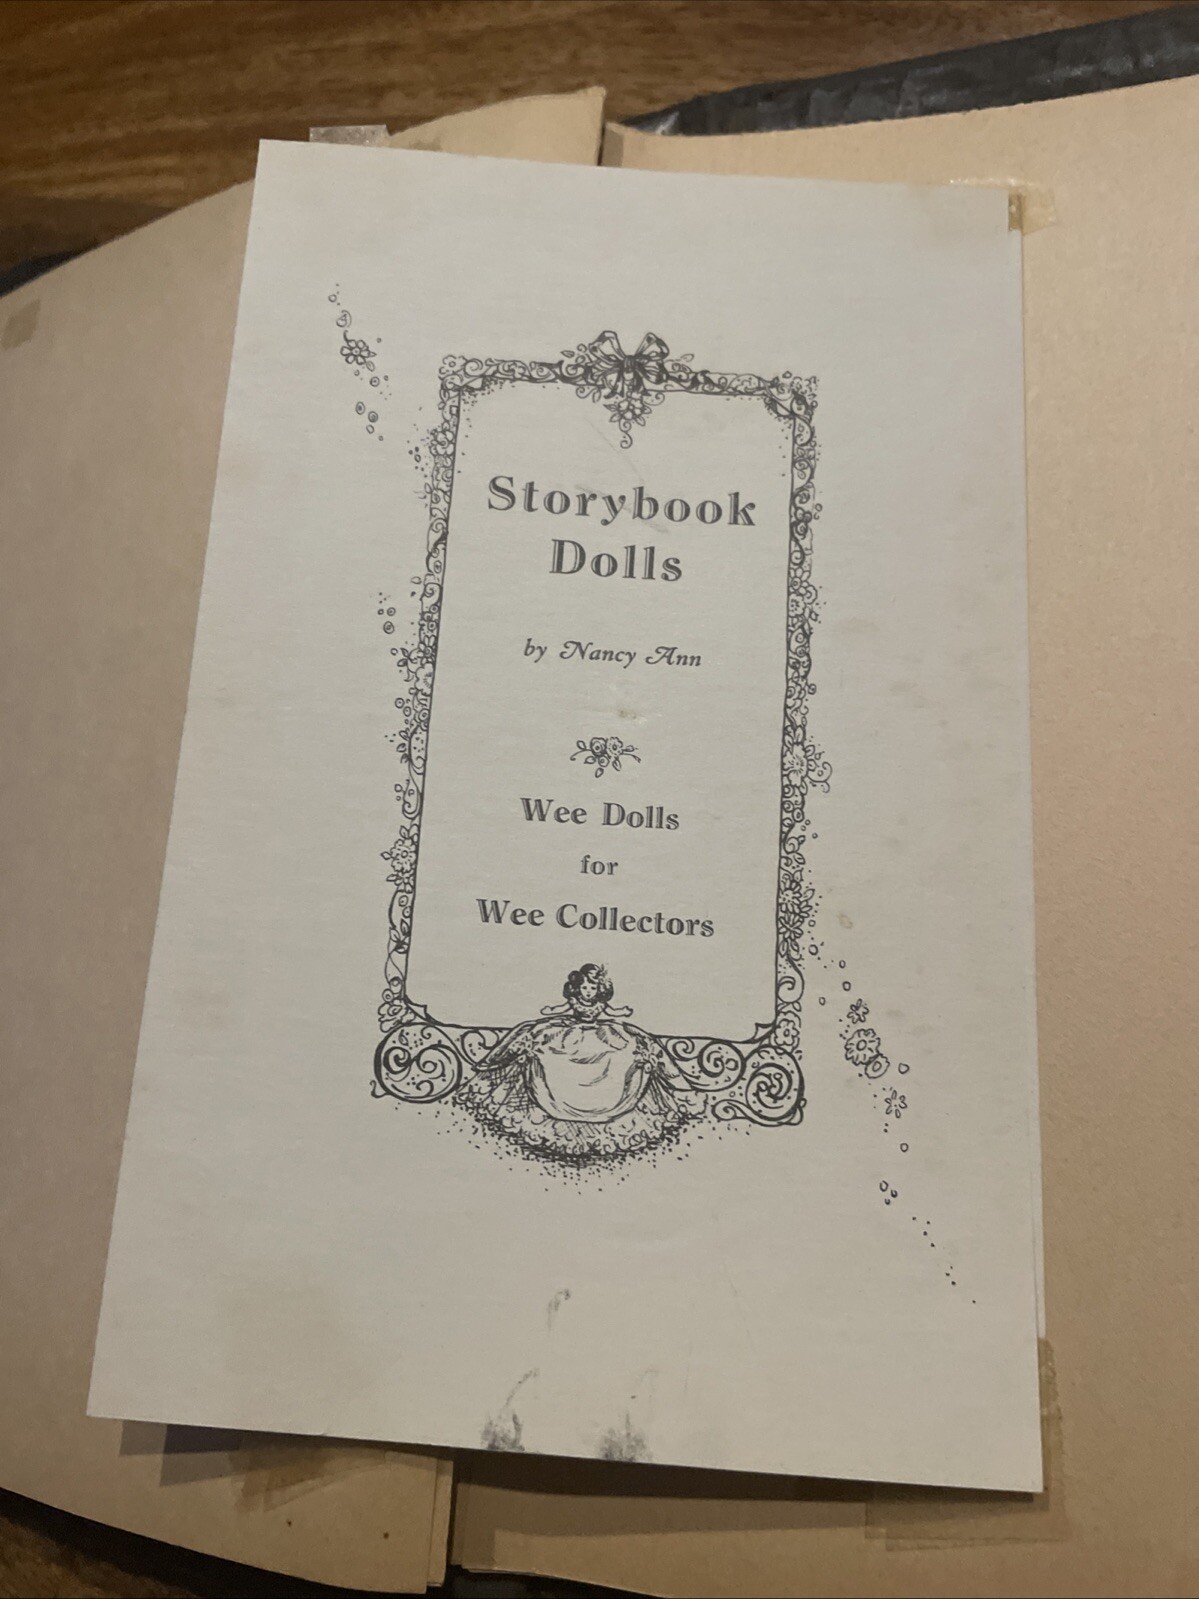 Storybook
Dolls
by Nancy Ann
Wee Dolls
for
Wee Collectors